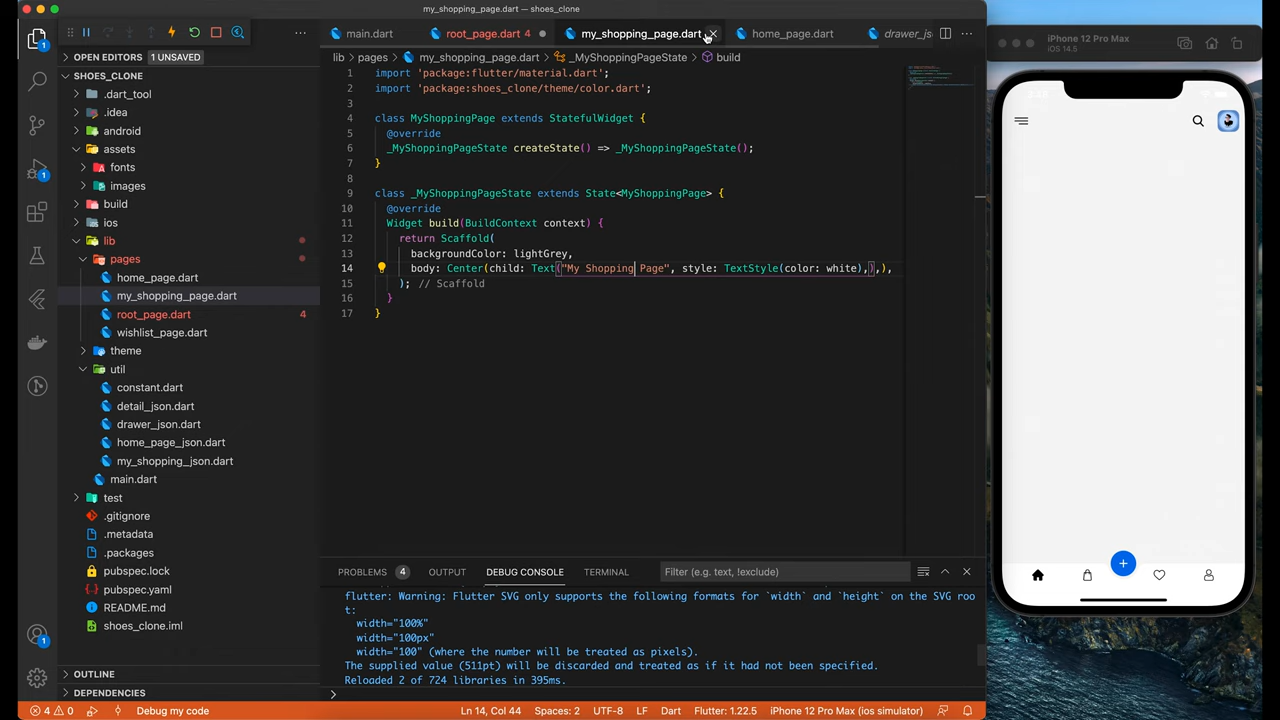 my_shopping_page.dart — shoes_clone
iPhone 12 Pro Max
iOS 14.5
main.dart
root_page.dart 4
my_shopping_page.dart
home_page.dart
drawer_js
OPEN EDITORS 1 UNSAVED
lib > pages > my_shopping_page.dart > _MyShoppingPageState > build
SHOES_CLONE
.dart_tool
.idea
android
assets
fonts
images
build
ios
lib
pages
home_page.dart
my_shopping_page.dart
root_page.dart 4
wishlist_page.dart
theme
util
constant.dart
detail_json.dart
drawer_json.dart
home_page_json.dart
my_shopping_json.dart
main.dart
test
.gitignore
.metadata
.packages
pubspec.lock
pubspec.yaml
README.md
shoes_clone.iml
OUTLINE
DEPENDENCIES
1 import 'package:flutter/material.dart';
2 import 'package:shoes_clone/theme/color.dart';
3
4 class MyShoppingPage extends StatefulWidget {
5 @override
6 _MyShoppingPageState createState() => _MyShoppingPageState();
7 }
8
9 class _MyShoppingPageState extends State<MyShoppingPage> {
10 @override
11 Widget build(BuildContext context) {
12 return Scaffold(
13 backgroundColor: lightGrey,
14 body: Center(child: Text("My Shopping Page", style: TextStyle(color: white),),),
15 ); // Scaffold
16 }
17 }
PROBLEMS 4 OUTPUT DEBUG CONSOLE TERMINAL Filter (e.g. text, !exclude)
flutter: Warning: Flutter SVG only supports the following formats for `width` and `height` on the SVG roo
t:
width="100%"
width="100px"
width="100" (where the number will be treated as pixels).
The supplied value (511pt) will be discarded and treated as if it had not been specified.
Reloaded 2 of 724 libraries in 395ms.
4 0 Debug my code Ln 14, Col 44 Spaces: 2 UTF-8 LF Dart Flutter: 1.22.5 iPhone 12 Pro Max (ios simulator)